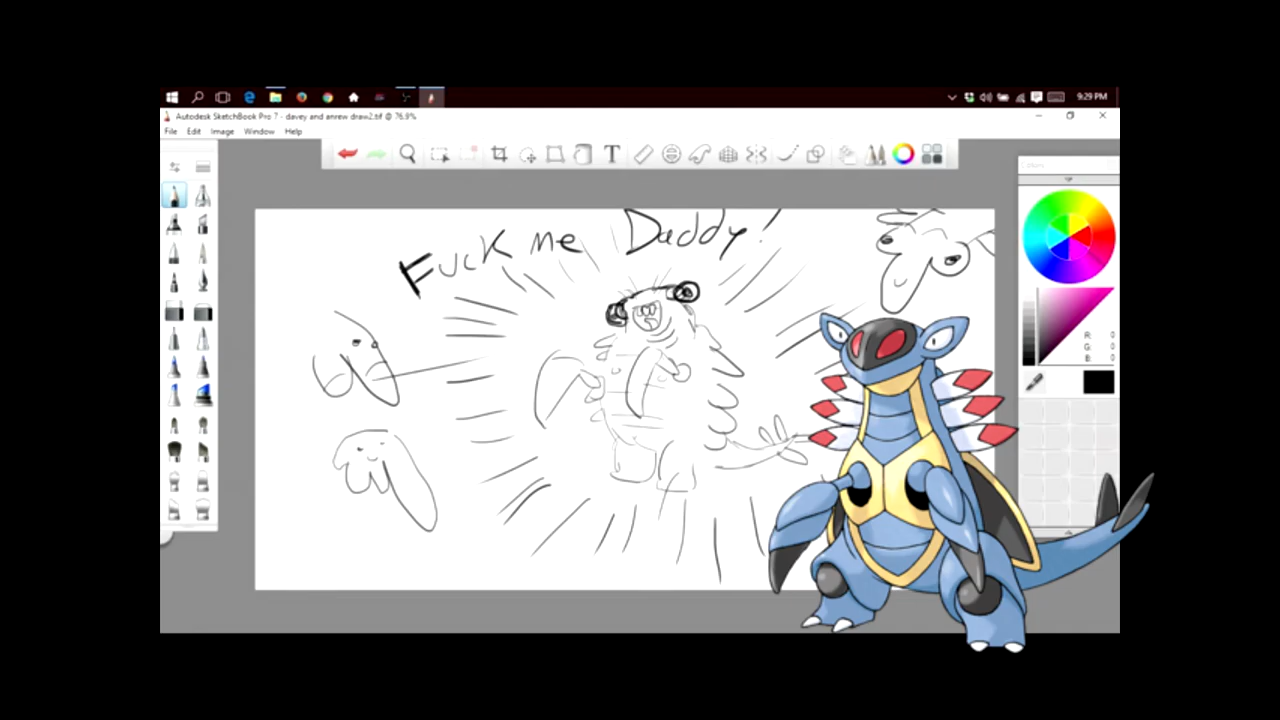 9:29 PM
Autodesk SketchBook Pro 7 - davey and anrew draw2.tif @ 76.9%
File Edit Image Window Help
T
Colors
Fuck me Daddy!
R: 0
G: 0
B: 0